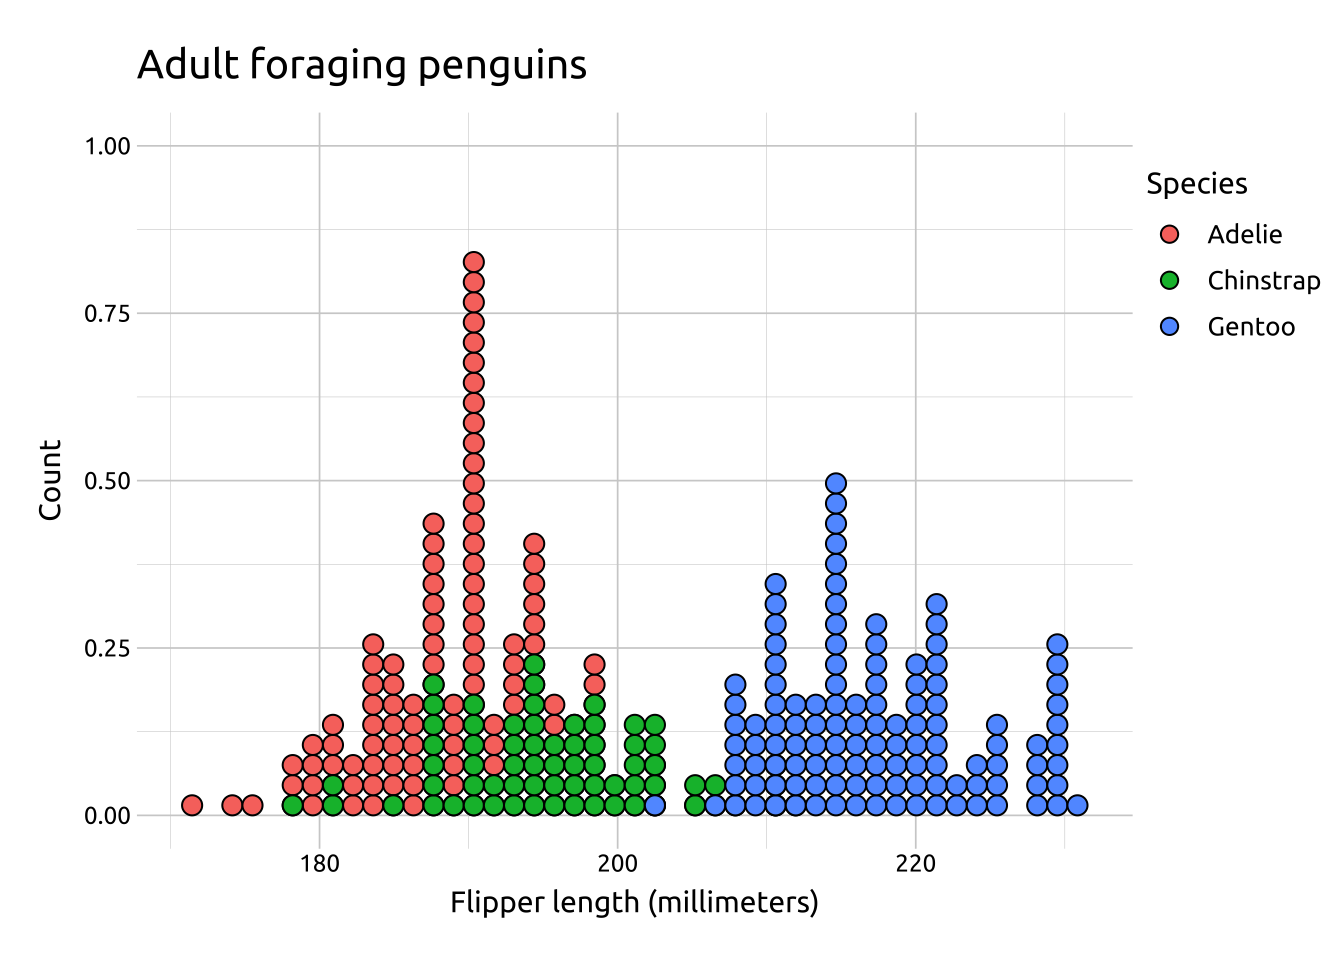 Adult foraging penguins
1.00
0.75
0.50
0.25
0.00
Count
180 200 220
Flipper length (millimeters)
Species
Adelie
Chinstrap
Gentoo